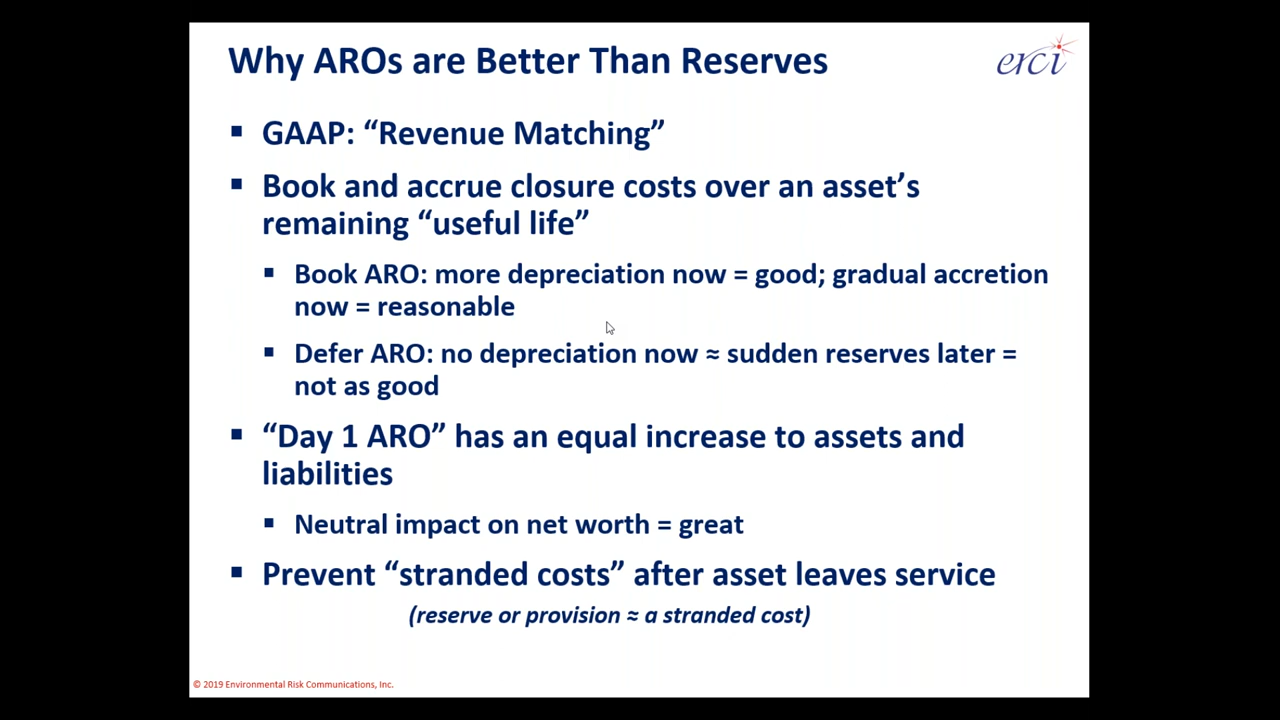 Why AROs are Better Than Reserves
erci
▪ GAAP: “Revenue Matching”
▪ Book and accrue closure costs over an asset’s
remaining “useful life”
▪ Book ARO: more depreciation now = good; gradual accretion
now = reasonable
▪ Defer ARO: no depreciation now ≈ sudden reserves later =
not as good
▪ “Day 1 ARO” has an equal increase to assets and
liabilities
▪ Neutral impact on net worth = great
▪ Prevent “stranded costs” after asset leaves service
(reserve or provision ≈ a stranded cost)
© 2019 Environmental Risk Communications, Inc.